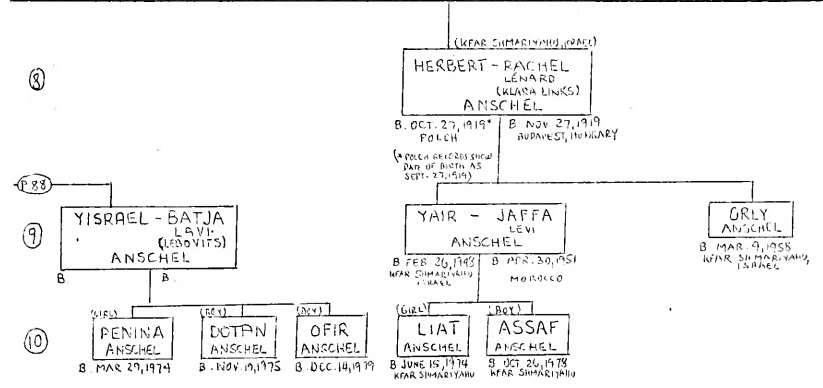 (KFAR SHMARIYAHU, ISRAEL)
8
HERBERT - RACHEL
LÉNARD
(KLARA LINKS)
ANSCHEL
B. OCT. 27, 1919*
POLCH
B NOV 27, 1919
BUDAPEST, HUNGARY
(* POLCH RECORDS SHOW
DATE OF BIRTH AS
SEPT. 27, 1919)
P. 88
9
YISRAEL - BATJA
LAVI
(LEBOVITS)
ANSCHEL
B.
B.
YAIR - JAFFA
LEVI
ANSCHEL
B FEB 26, 1948
KFAR SHMARIYAHU
ISRAEL
B APR. 30, 1951
MOROCCO
ORLY
ANSCHEL
B MAR. 9, 1958
KFAR SHMARIYAHU,
ISRAEL
10
(GIRL)
PENINA
ANSCHEL
B. MAR 29, 1974
(BOY)
DOTAN
ANSCHEL
B. NOV. 19, 1975
(BOY)
OFIR
ANSCHEL
B. DEC. 14, 1979
(GIRL)
LIAT
ANSCHEL
B JUNE 15, 1974
KFAR SHMARIYAHU
(BOY)
ASSAF
ANSCHEL
B OCT 26, 1978
KFAR SHMARIYAHU